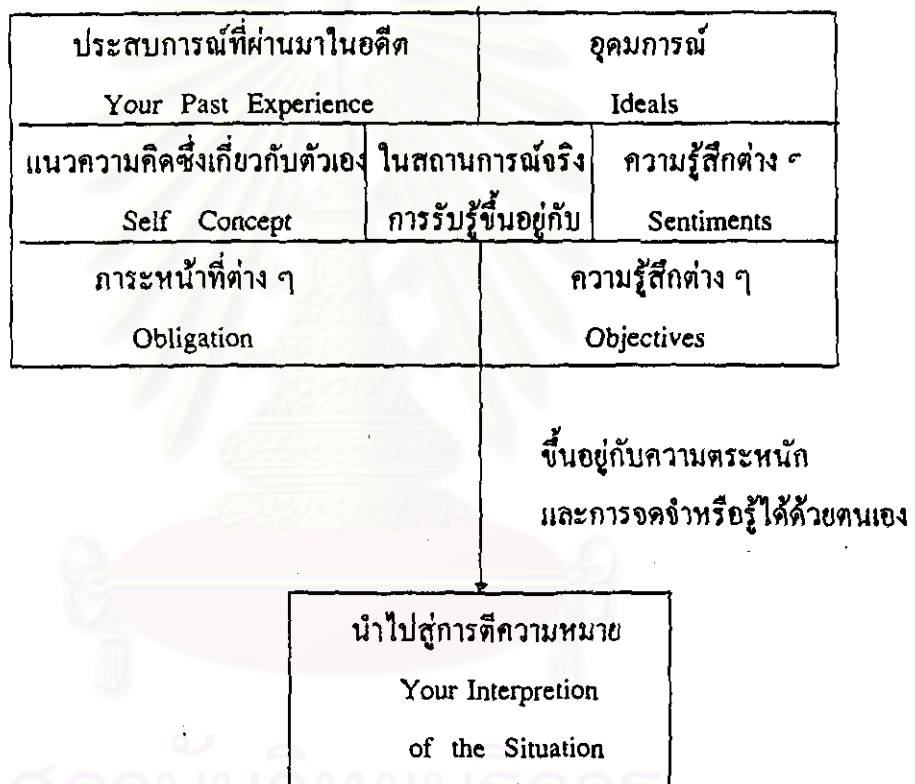 ประสบการณ์ที่ผ่านมาในอดีต อุดมการณ์
Your Past Experience Ideals
แนวความคิดซึ่งเกี่ยวกับตัวเอง ในสถานการณ์จริง ความรู้สึกต่าง ๆ
Self Concept การรับรู้ขึ้นอยู่กับ Sentiments
ภาระหน้าที่ต่าง ๆ ความรู้สึกต่าง ๆ
Obligation Objectives
ขึ้นอยู่กับความตระหนัก
และการจดจำหรือรู้ได้ด้วยตนเอง
นำไปสู่การตีความหมาย
Your Interpretion
of the Situation